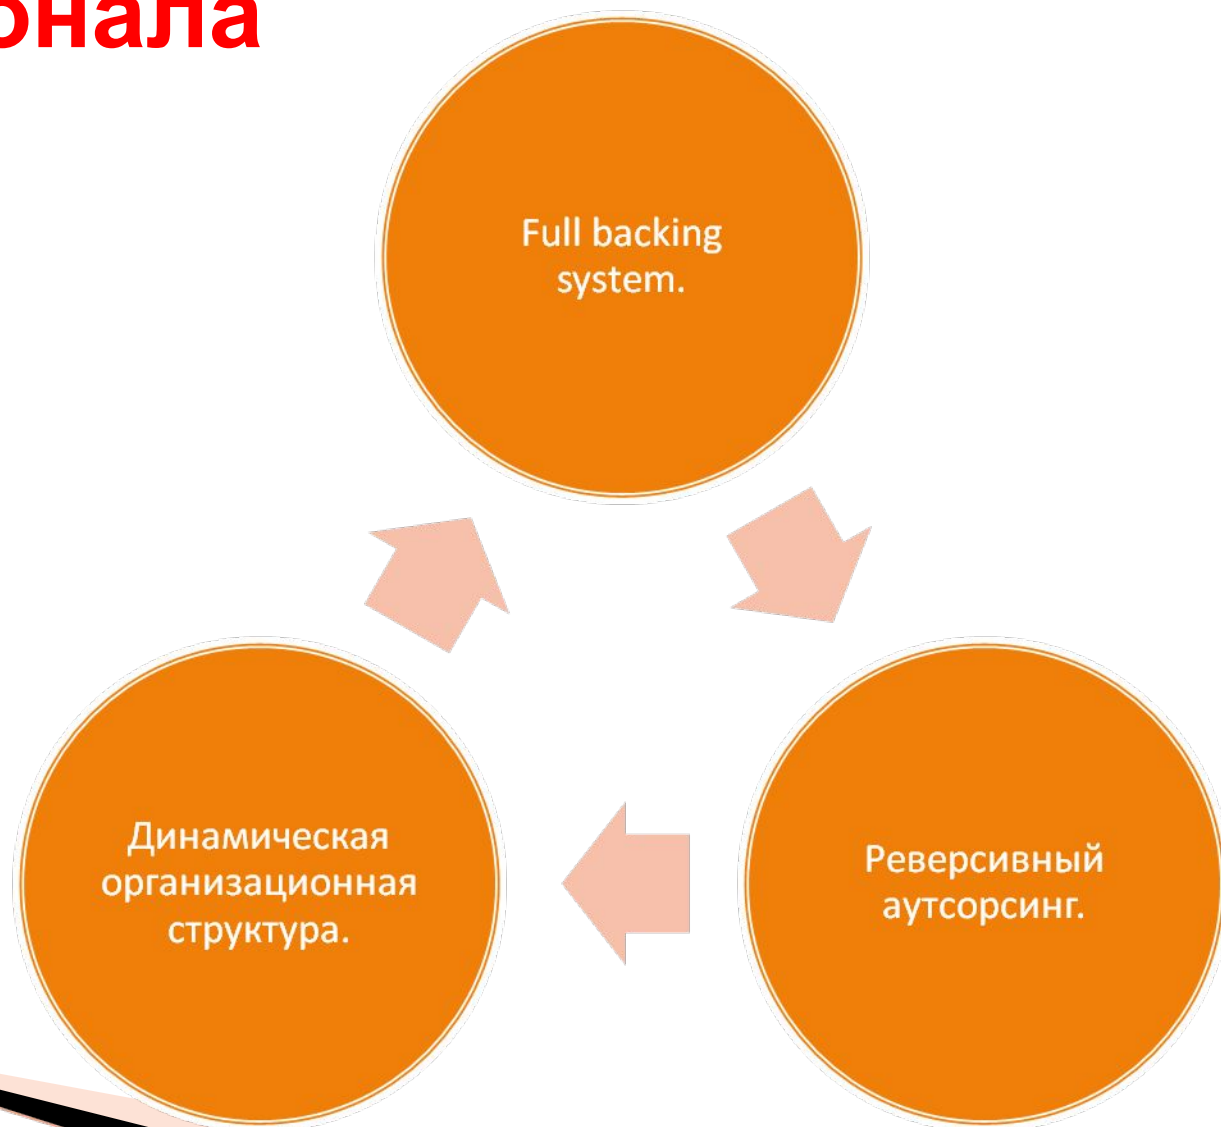 онала
Full backing
system.
Динамическая
организационная
структура.
Реверсивный
аутсорсинг.